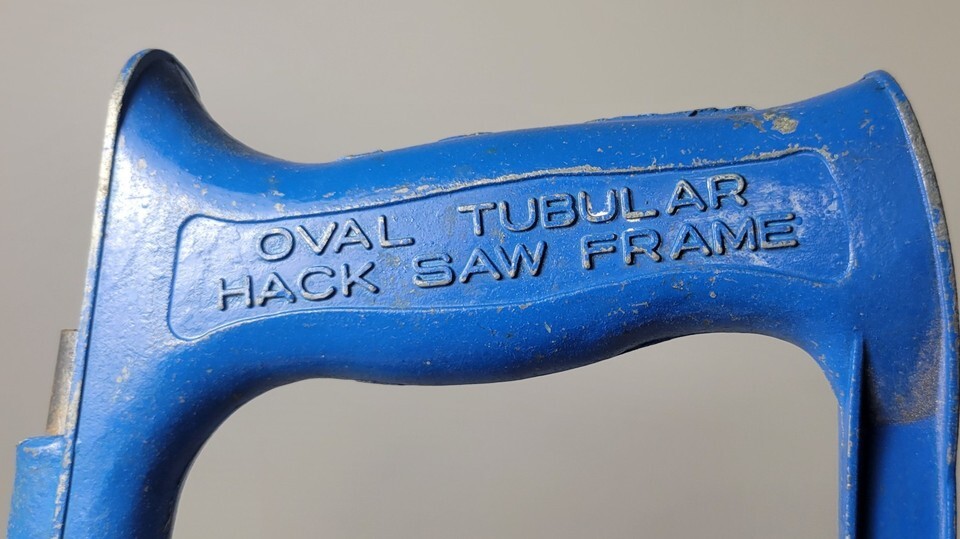 OVAL TUBULAR
HACK SAW FRAME